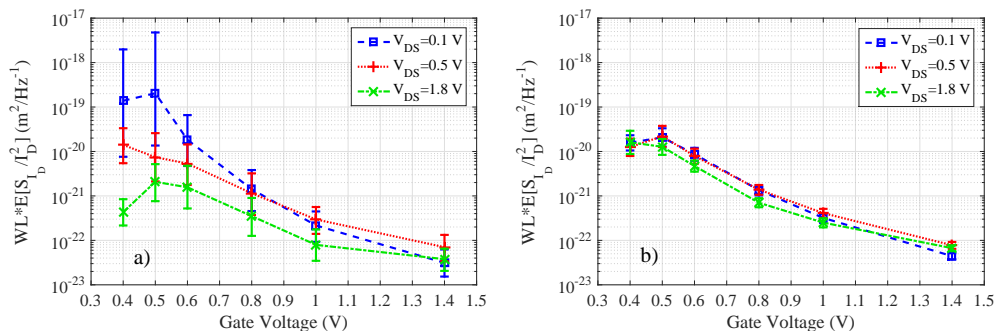 10^-17
10^-18
10^-19
10^-20
10^-21
10^-22
10^-23
WL*E[S_{I_D}/I_D^2] (m^2/Hz^-1)
V_DS=0.1 V
V_DS=0.5 V
V_DS=1.8 V
a)
0.3 0.4 0.5 0.6 0.7 0.8 0.9 1 1.1 1.2 1.3 1.4 1.5
Gate Voltage (V)
10^-17
10^-18
10^-19
10^-20
10^-21
10^-22
10^-23
WL*E[S_{I_D}/I_D^2] (m^2/Hz^-1)
V_DS=0.1 V
V_DS=0.5 V
V_DS=1.8 V
b)
0.3 0.4 0.5 0.6 0.7 0.8 0.9 1 1.1 1.2 1.3 1.4 1.5
Gate Voltage (V)